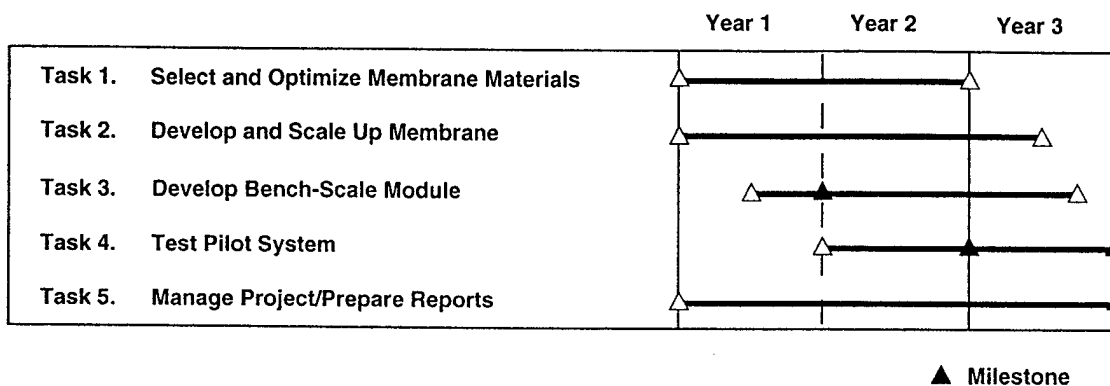 Year 1 Year 2 Year 3
Task 1. Select and Optimize Membrane Materials
Task 2. Develop and Scale Up Membrane
Task 3. Develop Bench-Scale Module
Task 4. Test Pilot System
Task 5. Manage Project/Prepare Reports
▲ Milestone